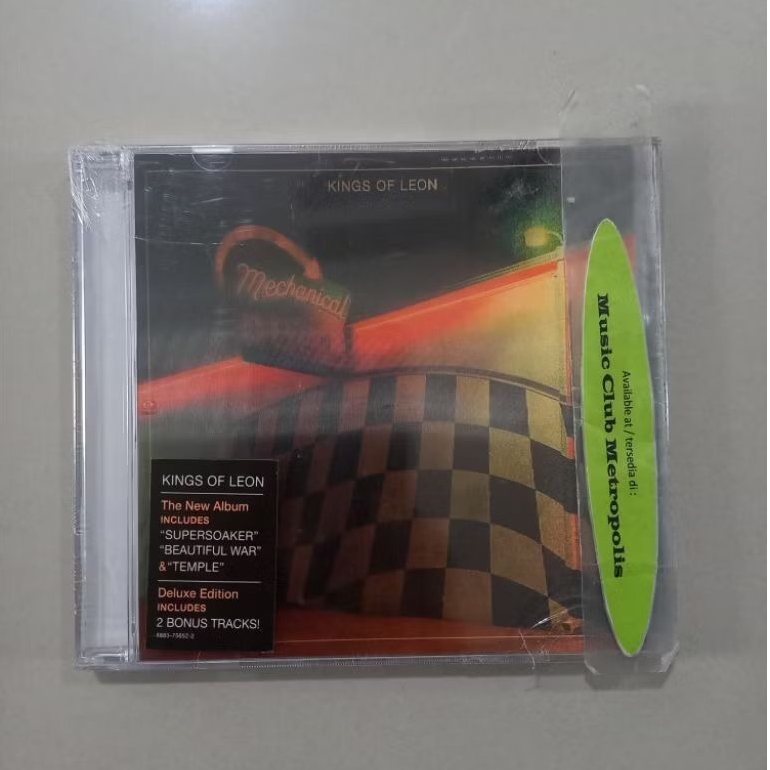 KINGS OF LEON
Mechanical
KINGS OF LEON
The New Album
INCLUDES
"SUPERSOAKER"
"BEAUTIFUL WAR"
& "TEMPLE"
Deluxe Edition
INCLUDES
2 BONUS TRACKS!
Available at / tersedia di :
Music Club Metropolis